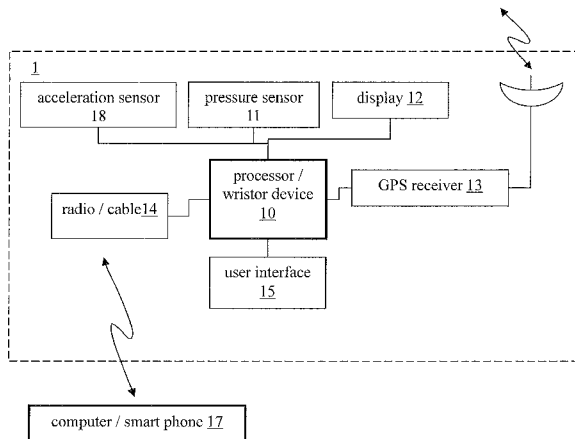 1
acceleration sensor
18
pressure sensor
11
display 12
processor /
wristor device
10
GPS receiver 13
radio / cable14
user interface
15
computer / smart phone 17